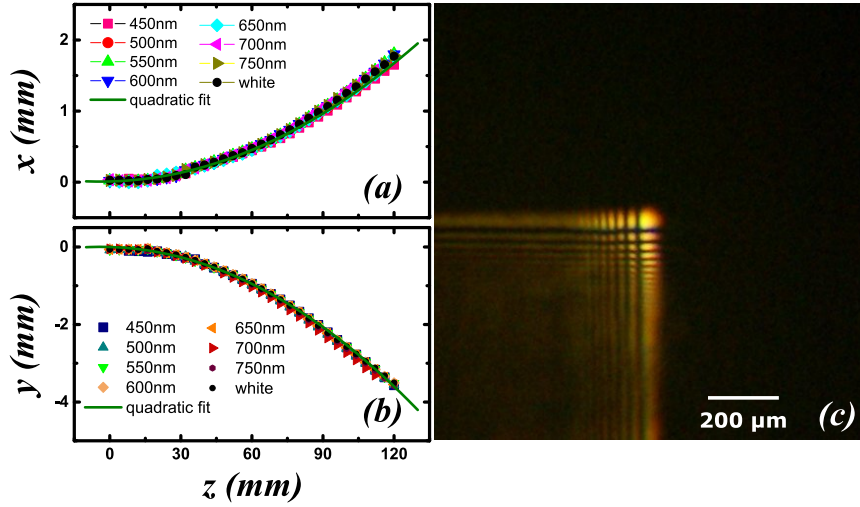 x (mm)
2
1
0
450nm
500nm
550nm
600nm
650nm
700nm
750nm
white
quadratic fit
(a)
y (mm)
0
-2
-4
450nm
500nm
550nm
600nm
650nm
700nm
750nm
white
quadratic fit
(b)
0 30 60 90 120
z (mm)
200 μm
(c)